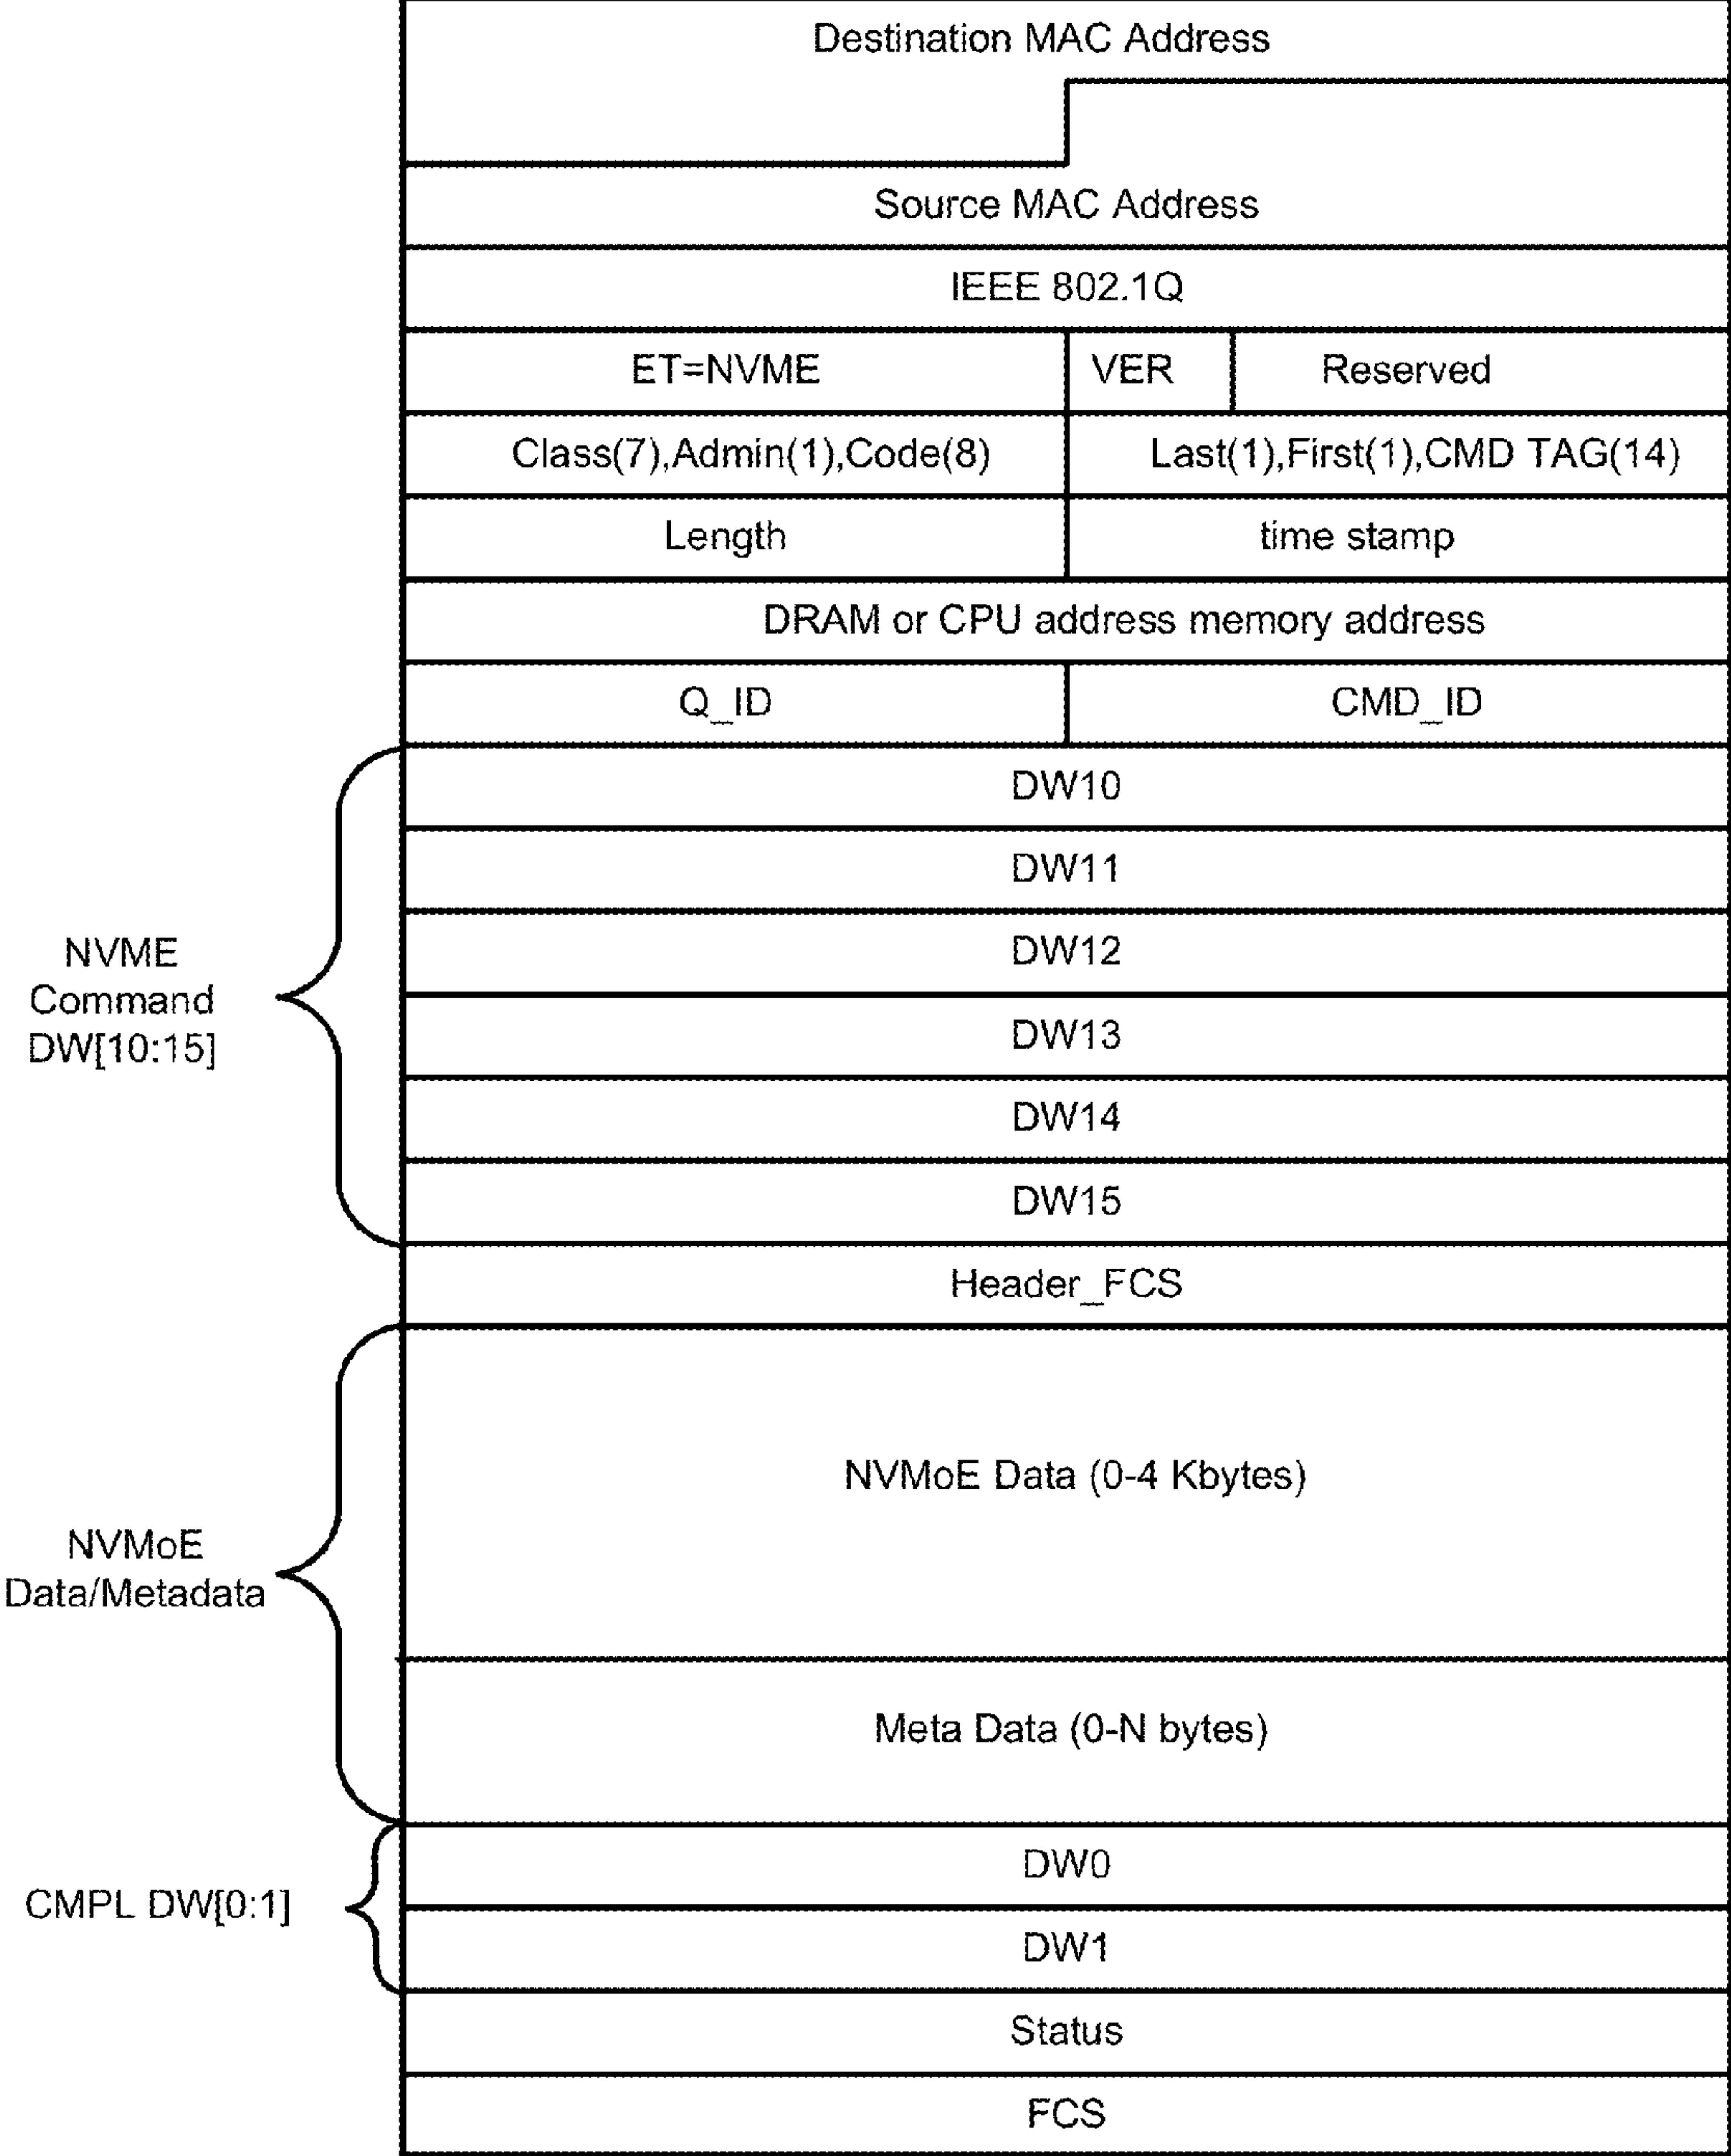 Destination MAC Address
Source MAC Address
IEEE 802.1Q
ET=NVME VER Reserved
Class(7),Admin(1),Code(8) Last(1),First(1),CMD TAG(14)
Length time stamp
DRAM or CPU address memory address
Q_ID CMD_ID
NVME
Command
DW[10:15]
DW10
DW11
DW12
DW13
DW14
DW15
Header_FCS
NVMoE
Data/Metadata
NVMoE Data (0-4 Kbytes)
Meta Data (0-N bytes)
CMPL DW[0:1]
DW0
DW1
Status
FCS